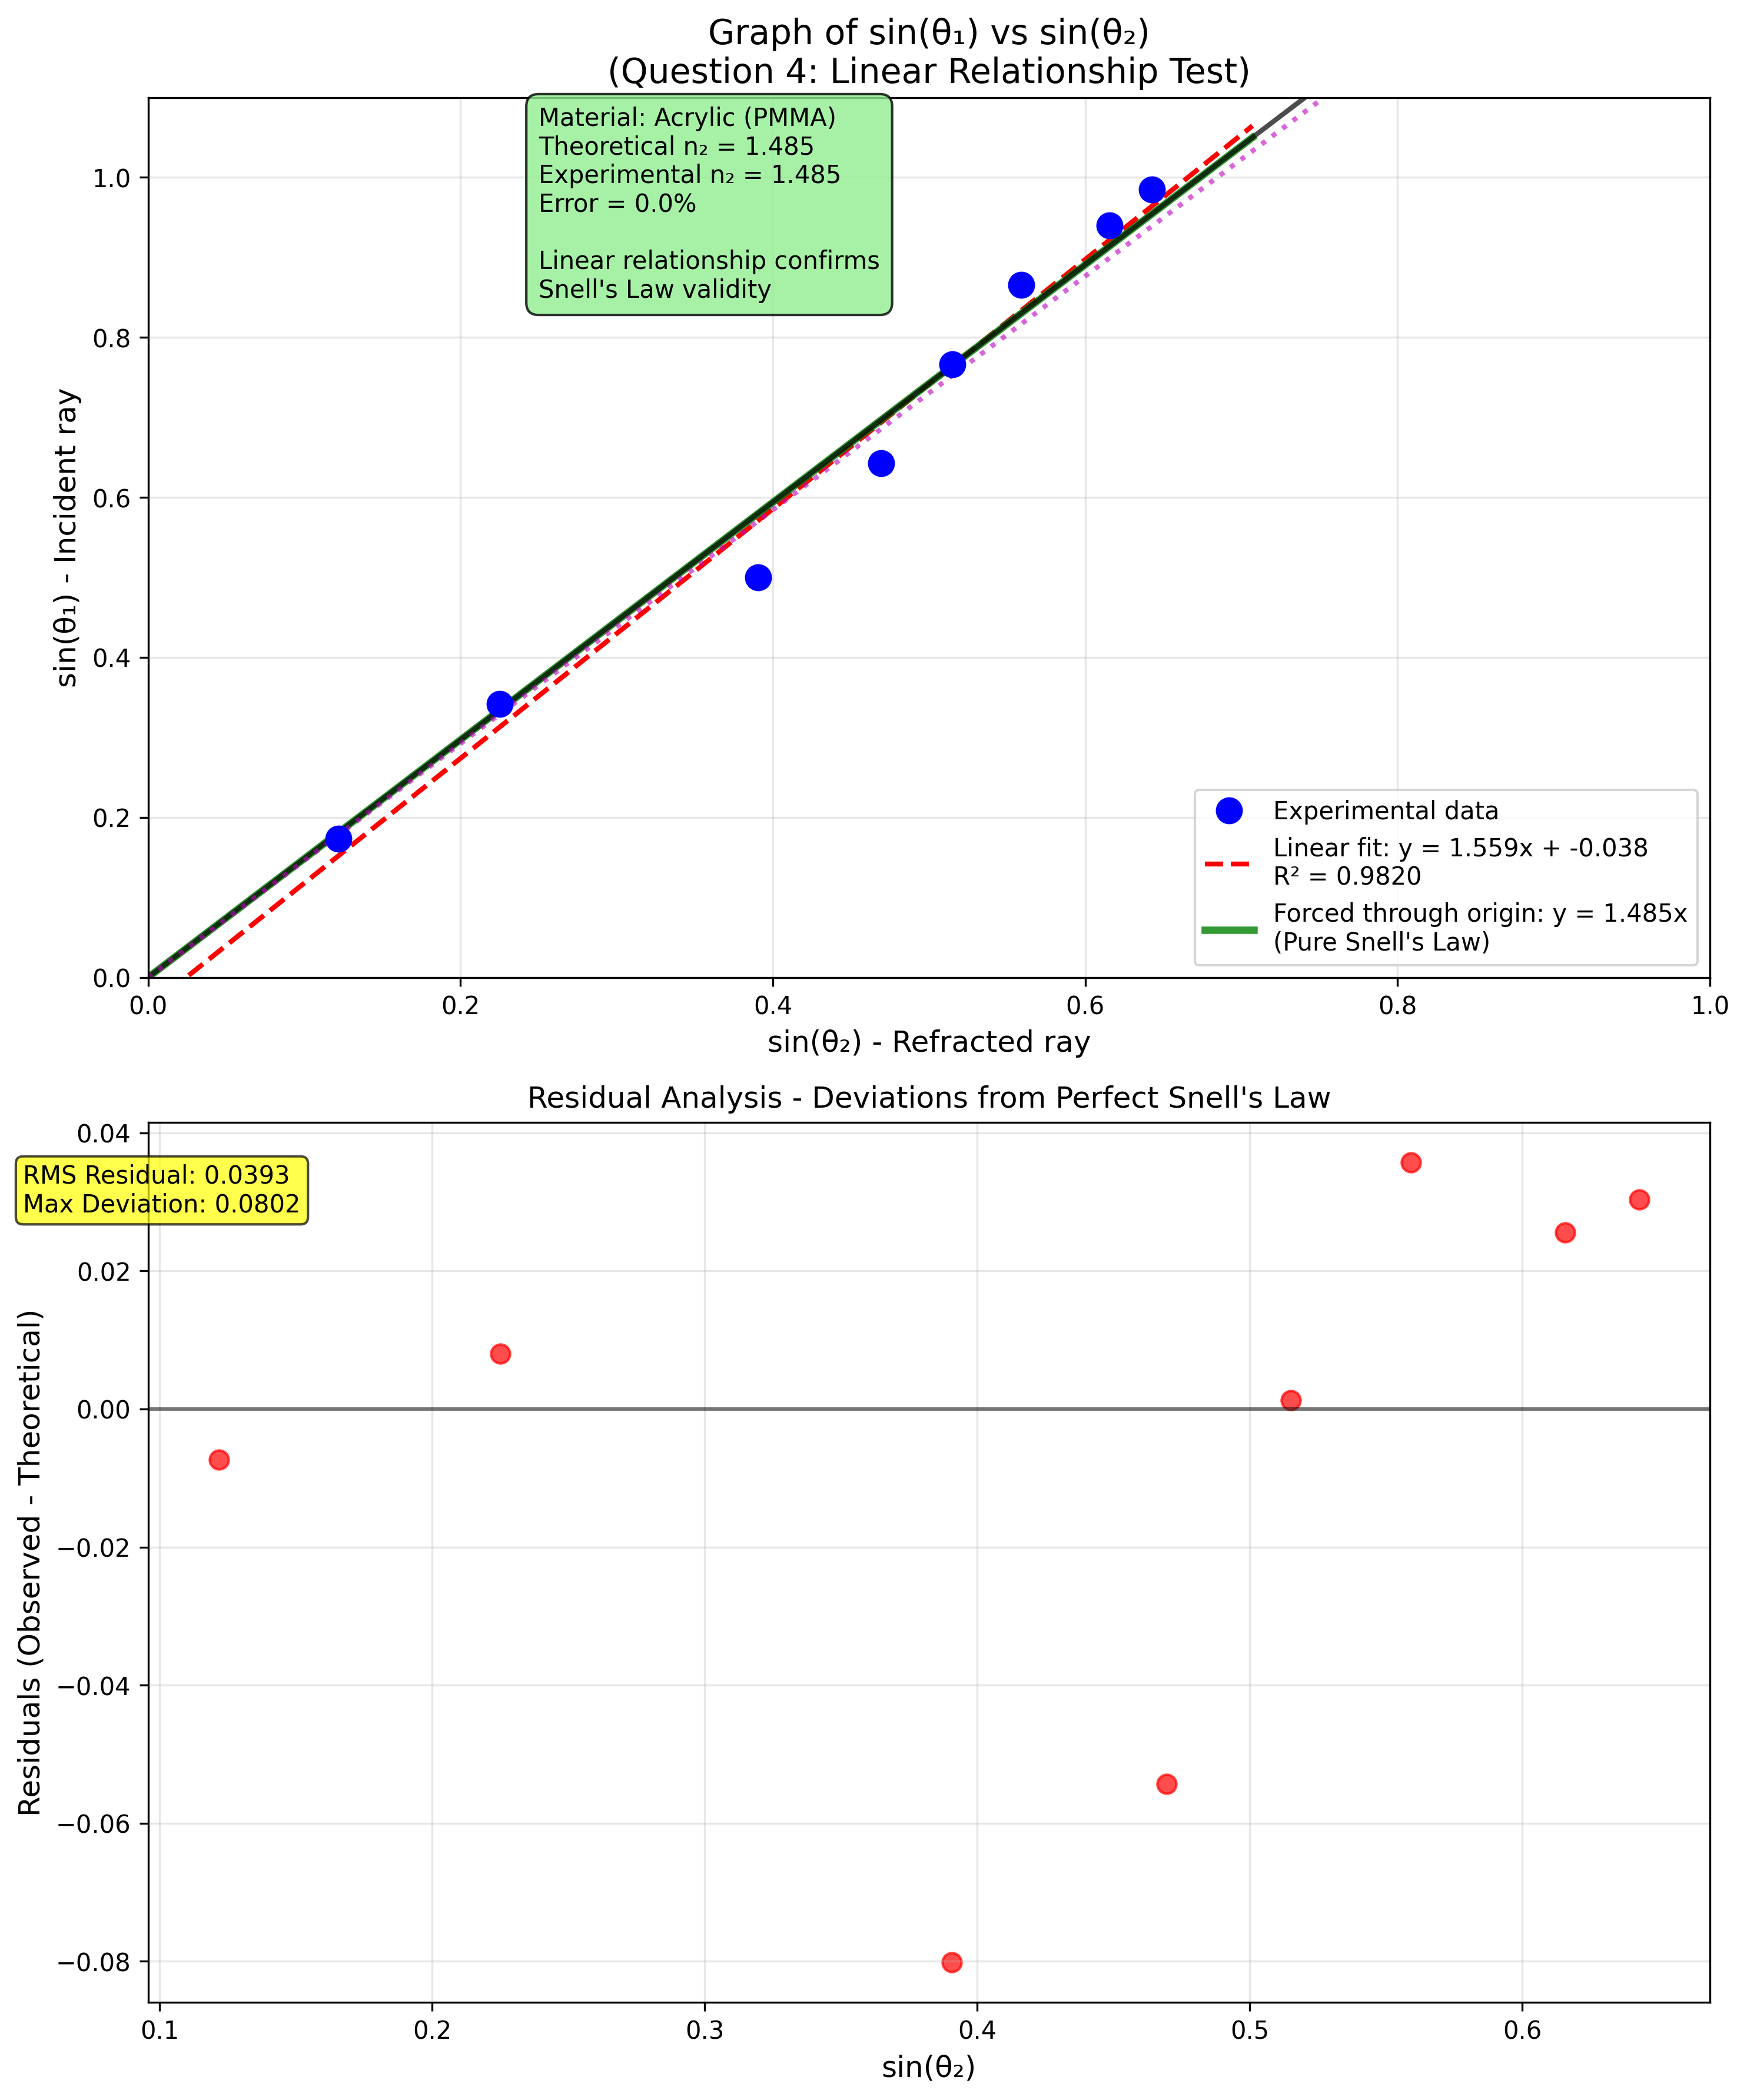 Graph of sin(θ₁) vs sin(θ₂)
(Question 4: Linear Relationship Test)
Material: Acrylic (PMMA)
Theoretical n₂ = 1.485
Experimental n₂ = 1.485
Error = 0.0%
Linear relationship confirms
Snell's Law validity
sin(θ₁) - Incident ray
1.0
0.8
0.6
0.4
0.2
0.0
Experimental data
Linear fit: y = 1.559x + -0.038
R² = 0.9820
Forced through origin: y = 1.485x
(Pure Snell's Law)
0.0 0.2 0.4 0.6 0.8 1.0
sin(θ₂) - Refracted ray
Residual Analysis - Deviations from Perfect Snell's Law
RMS Residual: 0.0393
Max Deviation: 0.0802
Residuals (Observed - Theoretical)
0.04
0.02
0.00
−0.02
−0.04
−0.06
−0.08
0.1 0.2 0.3 0.4 0.5 0.6
sin(θ₂)